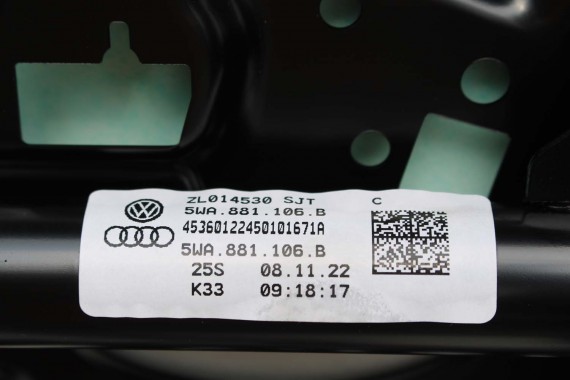 ZL014530 SJT C
5WA.881.106.B
45360122450101671A
5WA.881.106.B
25S 08.11.22
K33 09:18:17